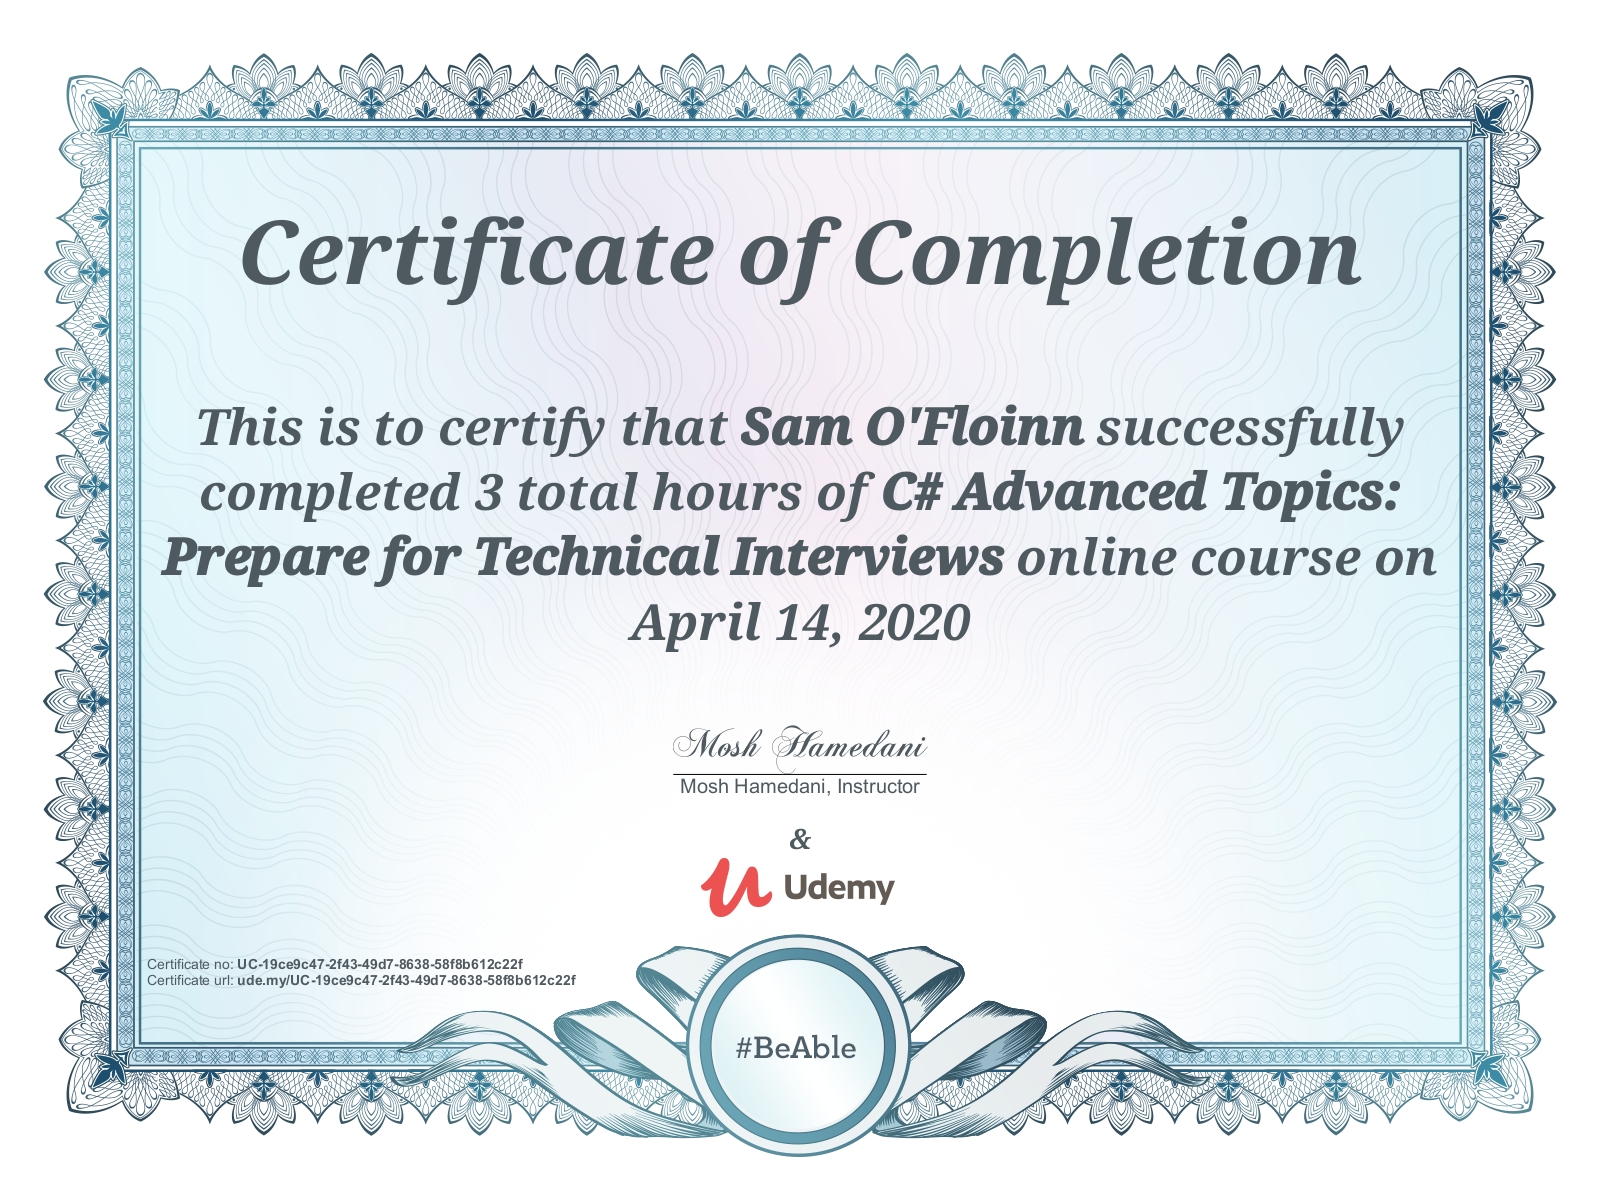 Certificate of Completion
This is to certify that Sam O'Floinn successfully
completed 3 total hours of C# Advanced Topics:
Prepare for Technical Interviews online course on
April 14, 2020
Mosh Hamedani
Mosh Hamedani, Instructor
&
Udemy
Certificate no: UC-19ce9c47-2f43-49d7-8638-58f8b612c22f
Certificate url: ude.my/UC-19ce9c47-2f43-49d7-8638-58f8b612c22f
#BeAble